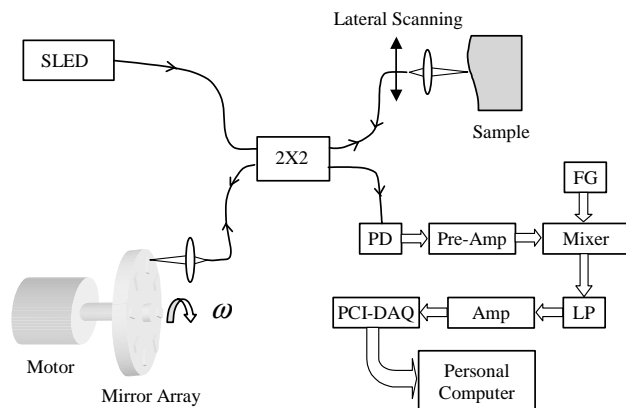 Lateral Scanning
SLED
Sample
2X2
FG
PD
Pre-Amp
Mixer
ω
PCI-DAQ
Amp
LP
Motor
Mirror Array
Personal
Computer